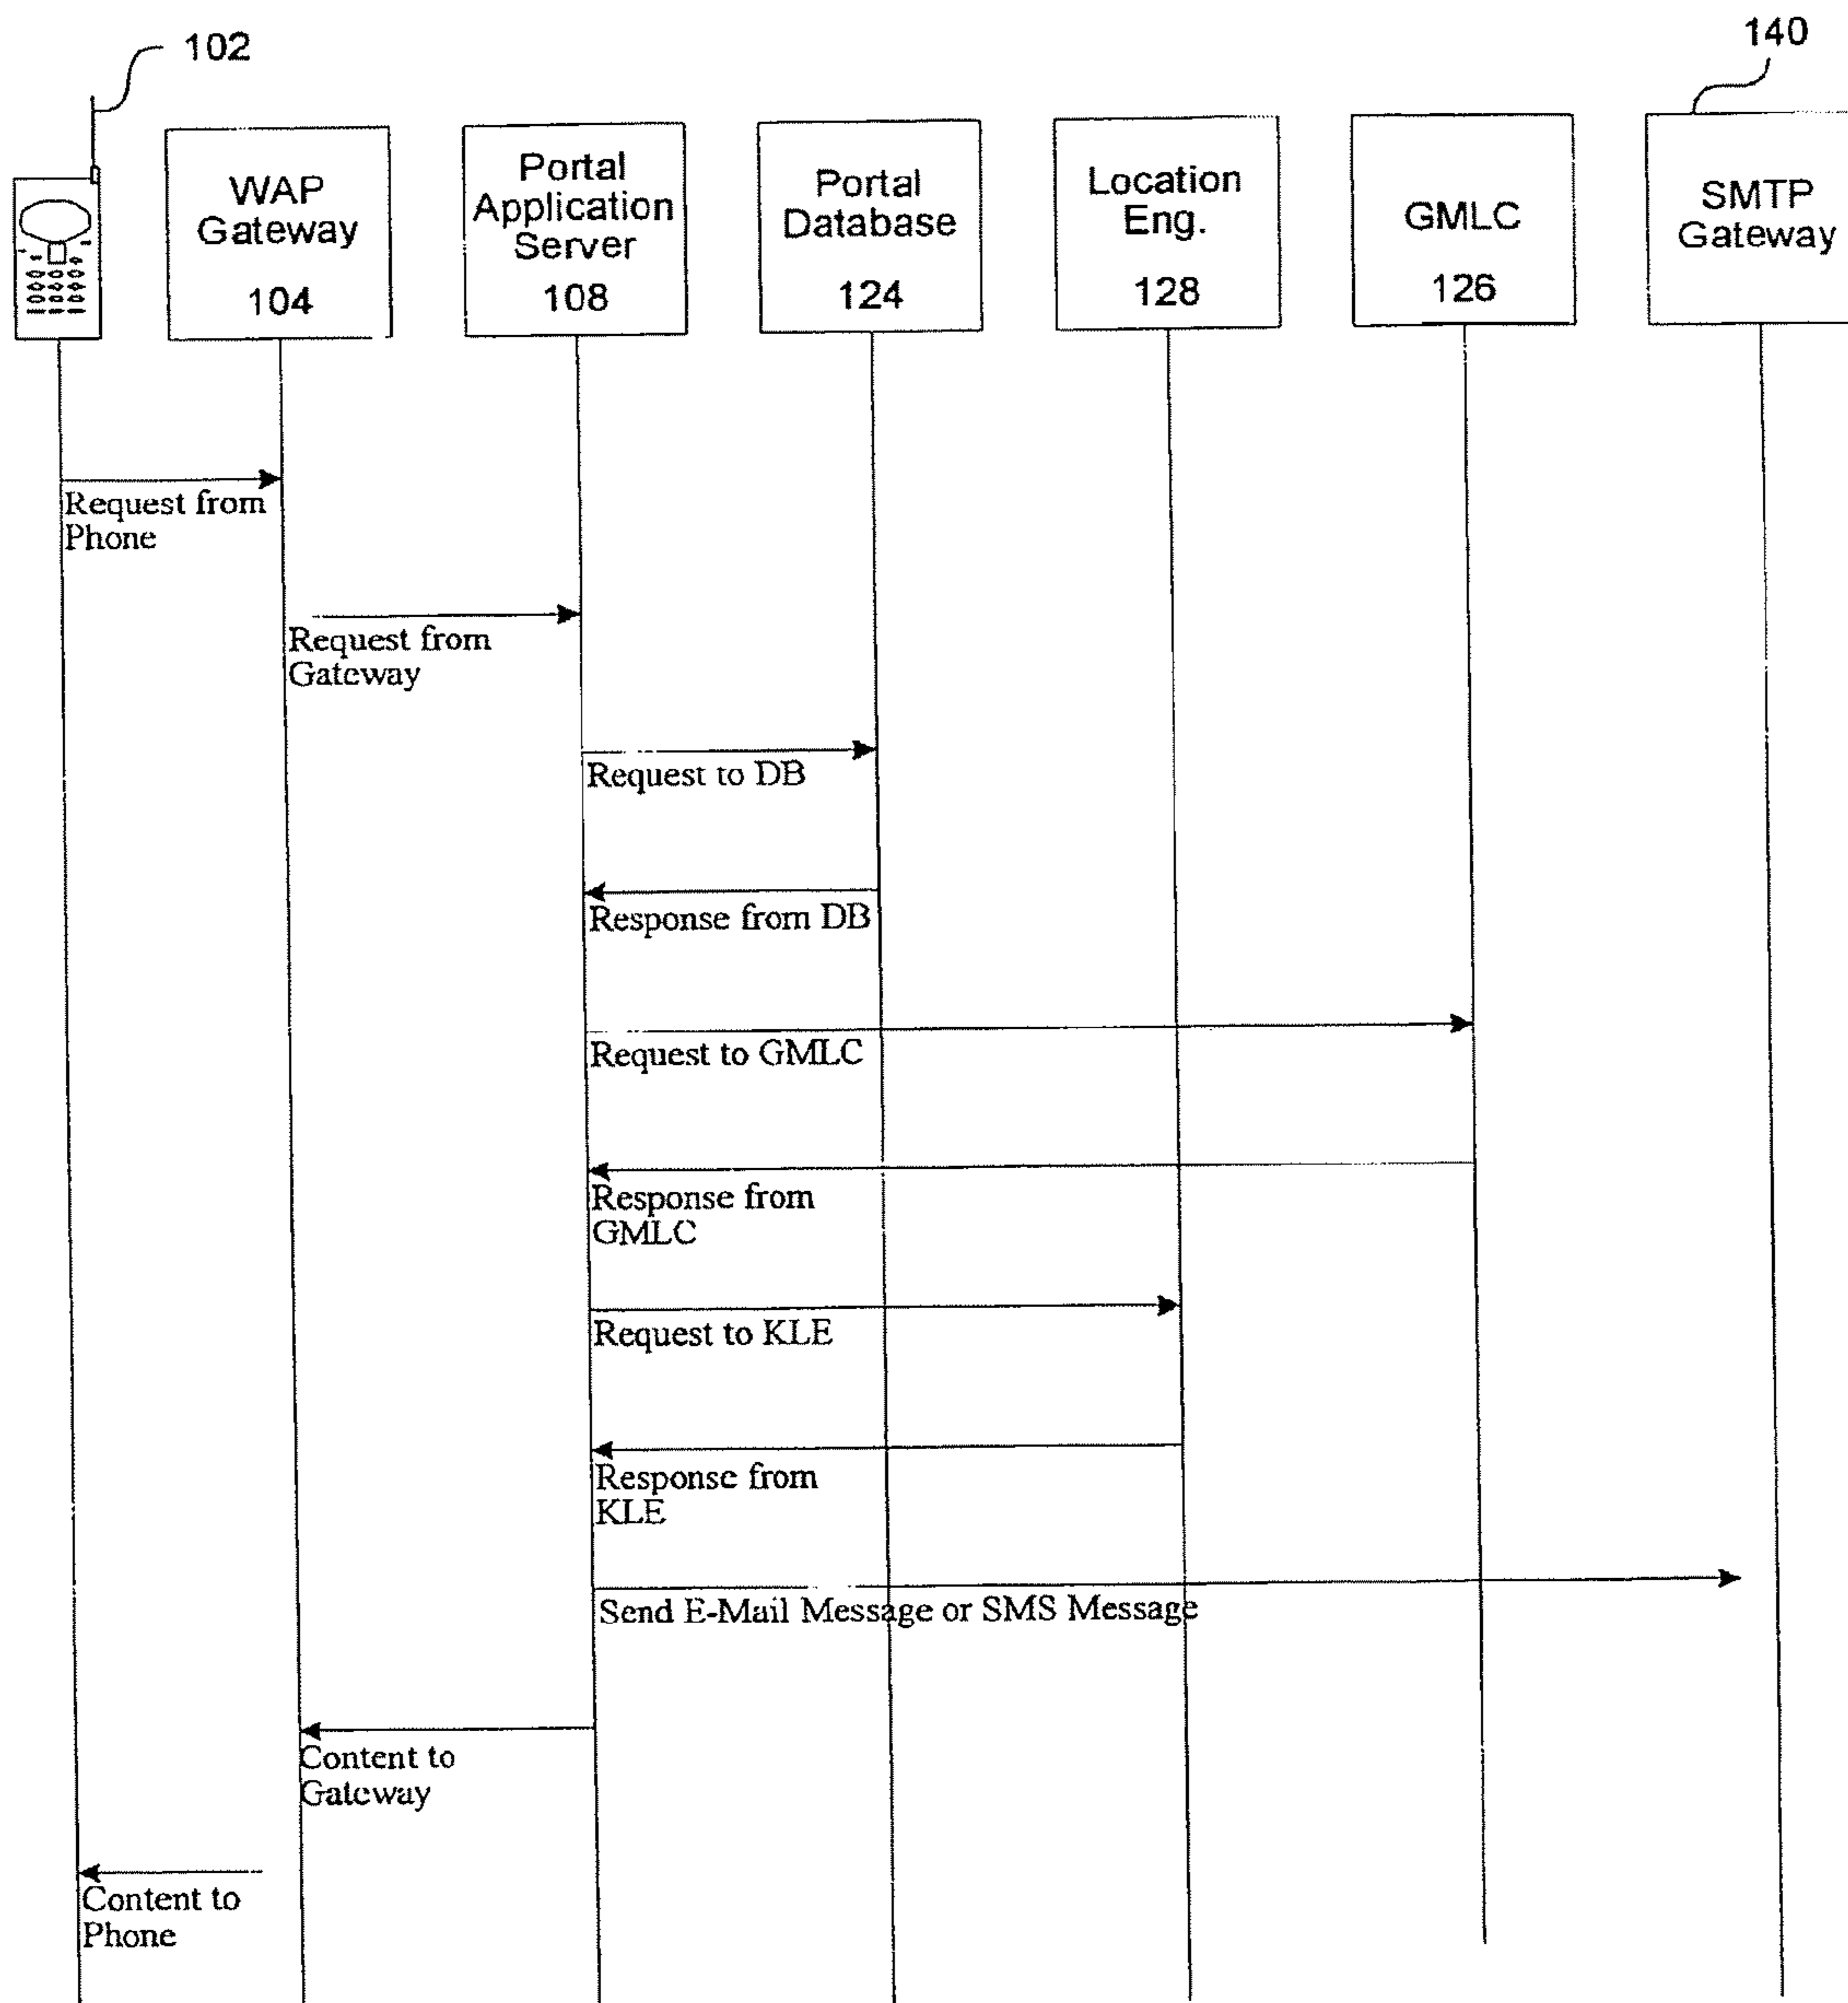 102
140
WAP
Gateway
104
Portal
Application
Server
108
Portal
Database
124
Location
Eng.
128
GMLC
126
SMTP
Gateway
Request from
Phone
Request from
Gateway
Request to DB
Response from DB
Request to GMLC
Response from
GMLC
Request to KLE
Response from
KLE
Send E-Mail Message or SMS Message
Content to
Gateway
Content to
Phone